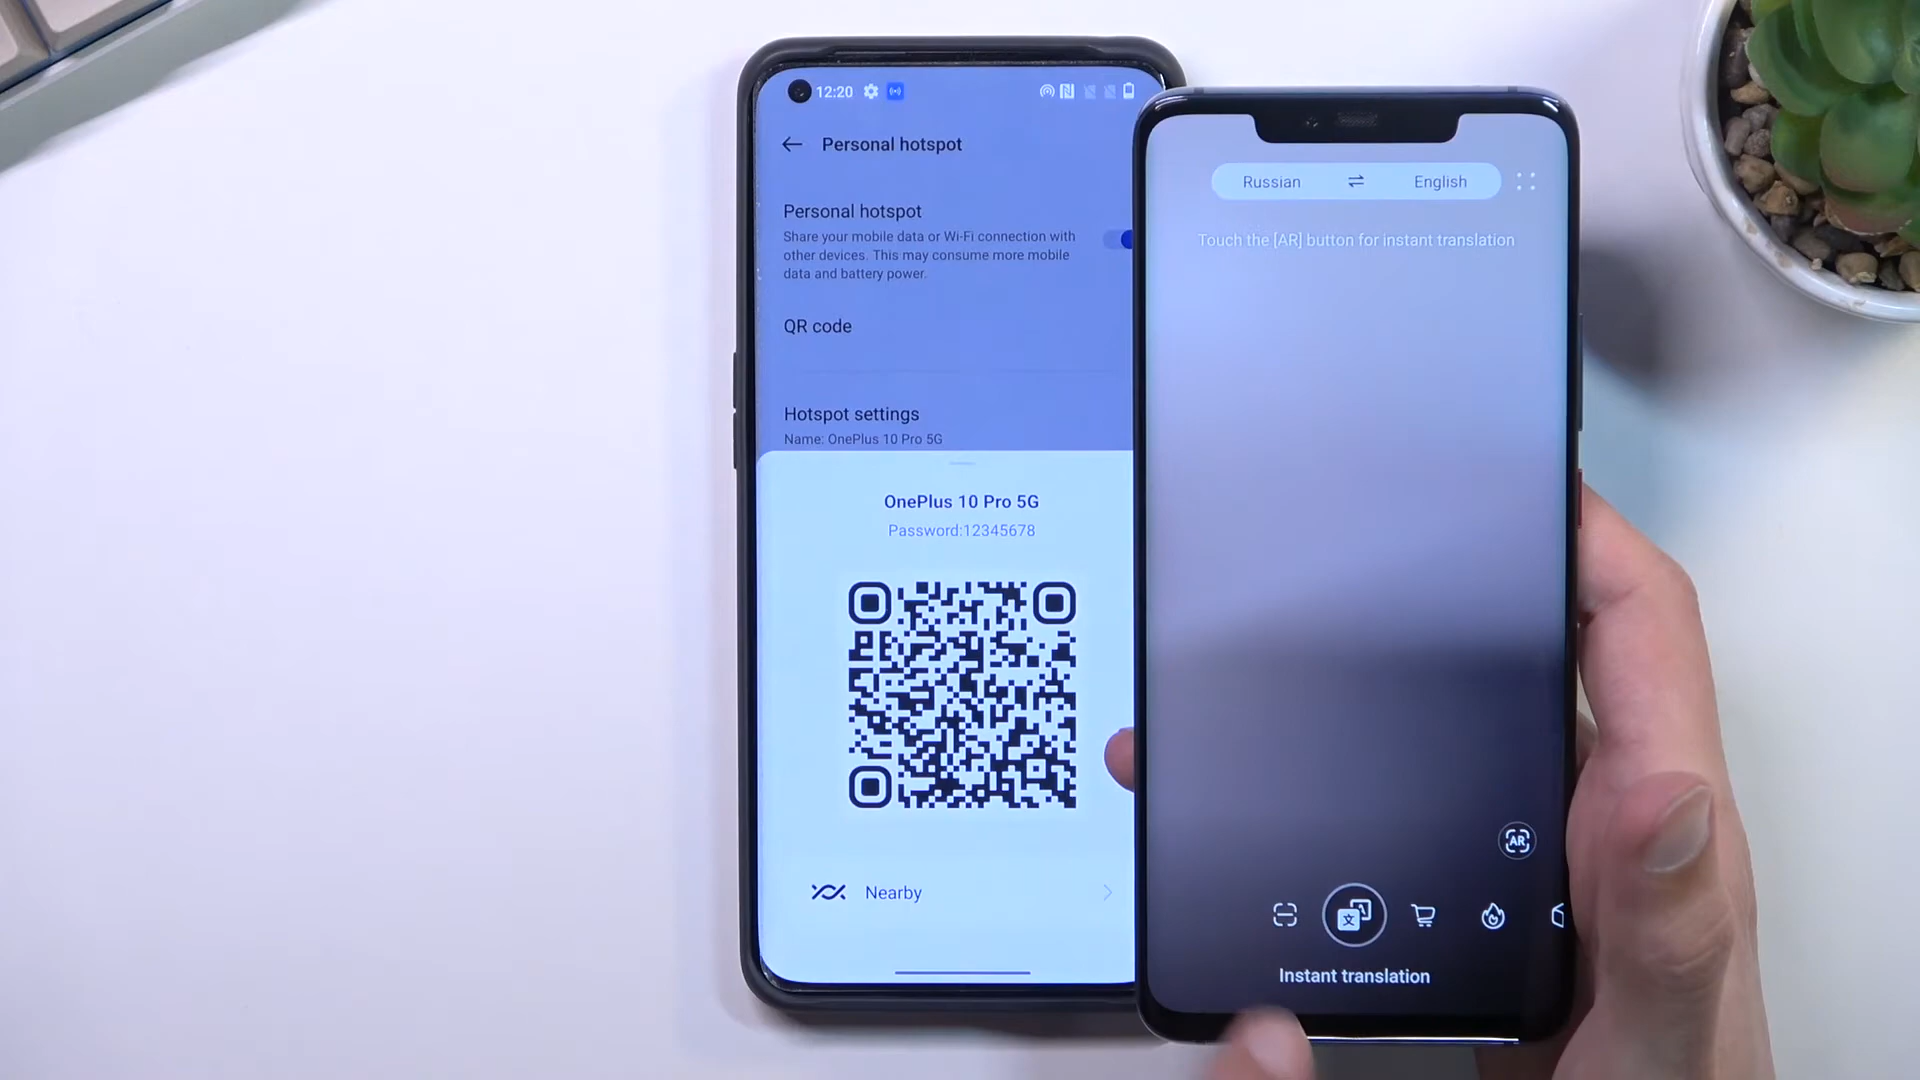 12:20
Personal hotspot
Personal hotspot
Share your mobile data or Wi-Fi connection with
other devices. This may consume more mobile
data and battery power.
QR code
Hotspot settings
Name: OnePlus 10 Pro 5G
OnePlus 10 Pro 5G
Password:12345678
Nearby
Russian
English
Touch the [AR] button for instant translation
AR
文 A
Instant translation